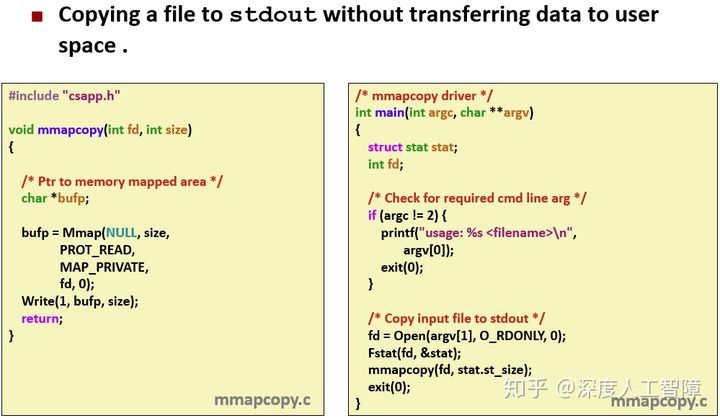 ■ Copying a file to stdout without transferring data to user
space .
#include "csapp.h"
void mmapcopy(int fd, int size)
{
/* Ptr to memory mapped area */
char *bufp;
bufp = Mmap(NULL, size,
PROT_READ,
MAP_PRIVATE,
fd, 0);
Write(1, bufp, size);
return;
}
mmapcopy.c
/* mmapcopy driver */
int main(int argc, char **argv)
{
struct stat stat;
int fd;
/* Check for required cmd line arg */
if (argc != 2) {
printf("usage: %s <filename>\n",
argv[0]);
exit(0);
}
/* Copy input file to stdout */
fd = Open(argv[1], O_RDONLY, 0);
Fstat(fd, &stat);
mmapcopy(fd, stat.st_size);
exit(0);
}
知乎 @深度人工智障
mmapcopy.c